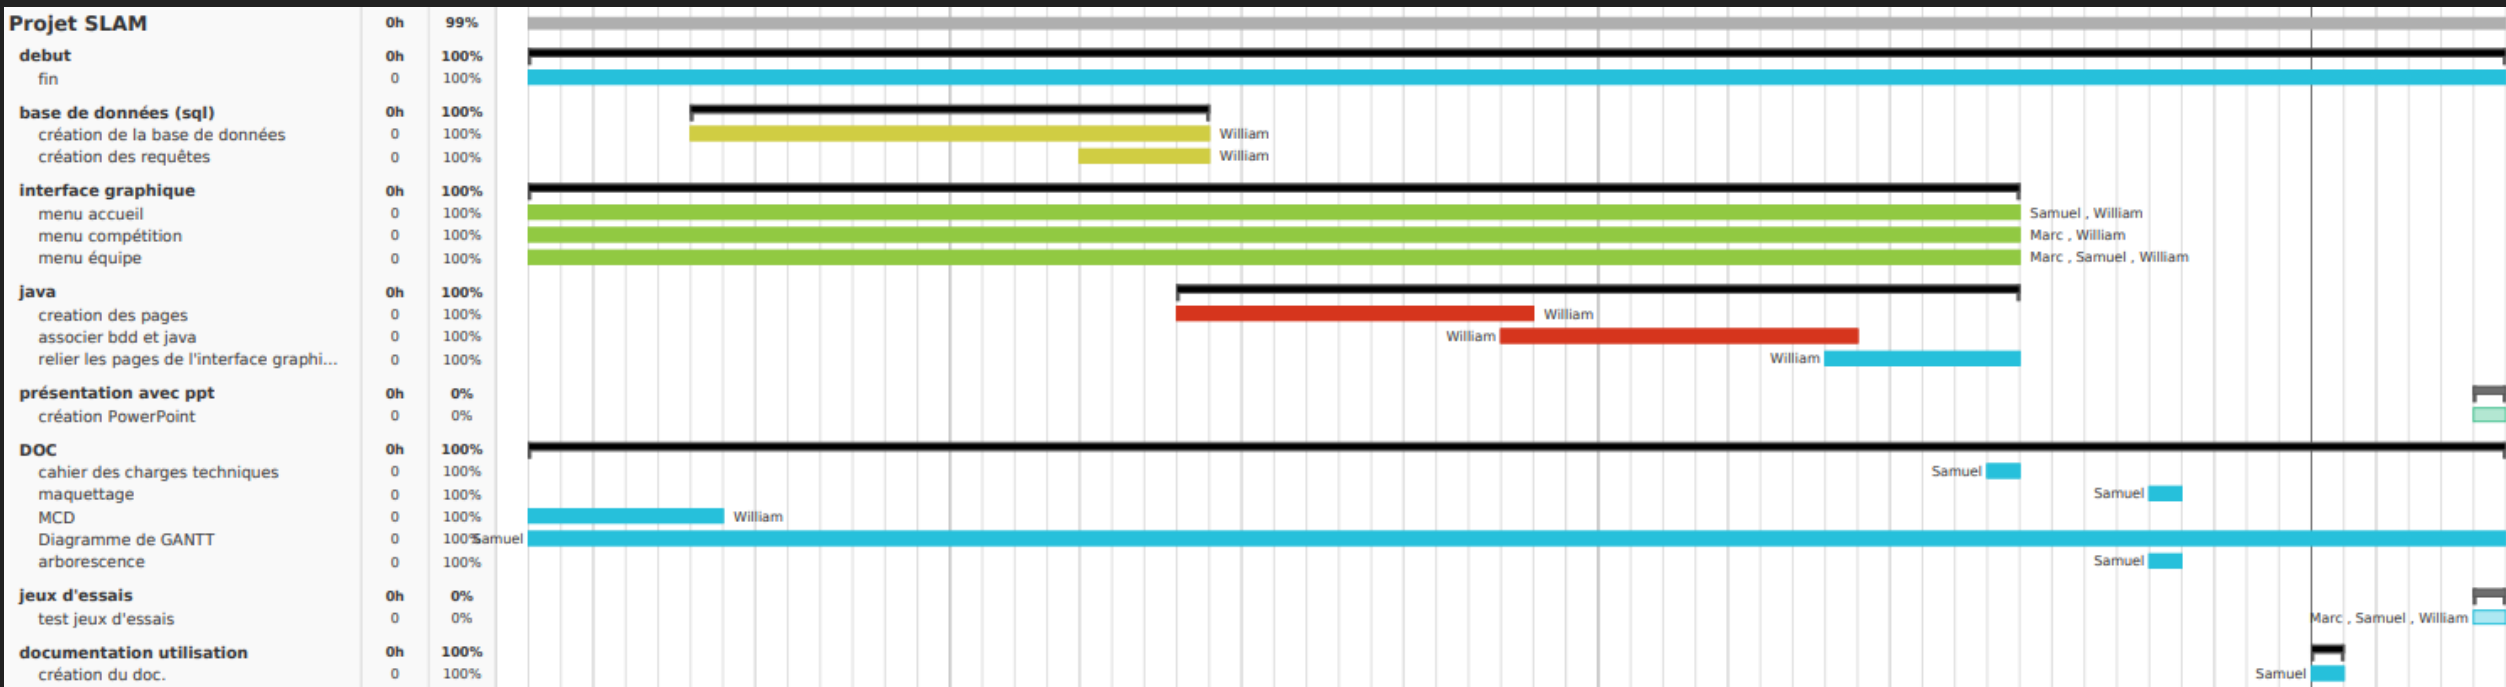 Projet SLAM 0h 99%
debut 0h 100%
fin 0 100%
base de données (sql) 0h 100%
création de la base de données 0 100% William
création des requêtes 0 100% William
interface graphique 0h 100%
menu accueil 0 100% Samuel , William
menu compétition 0 100% Marc , William
menu équipe 0 100% Marc , Samuel , William
java 0h 100%
creation des pages 0 100% William
associer bdd et java 0 100% William
relier les pages de l'interface graphi... 0 100% William
présentation avec ppt 0h 0%
création PowerPoint 0 0%
DOC 0h 100%
cahier des charges techniques 0 100% Samuel
maquettage 0 100% Samuel
MCD 0 100% William
Diagramme de GANTT 0 100% Samuel
arborescence 0 100% Samuel
jeux d'essais 0h 0%
test jeux d'essais 0 0% Marc , Samuel , William
documentation utilisation 0h 100%
création du doc. 0 100% Samuel